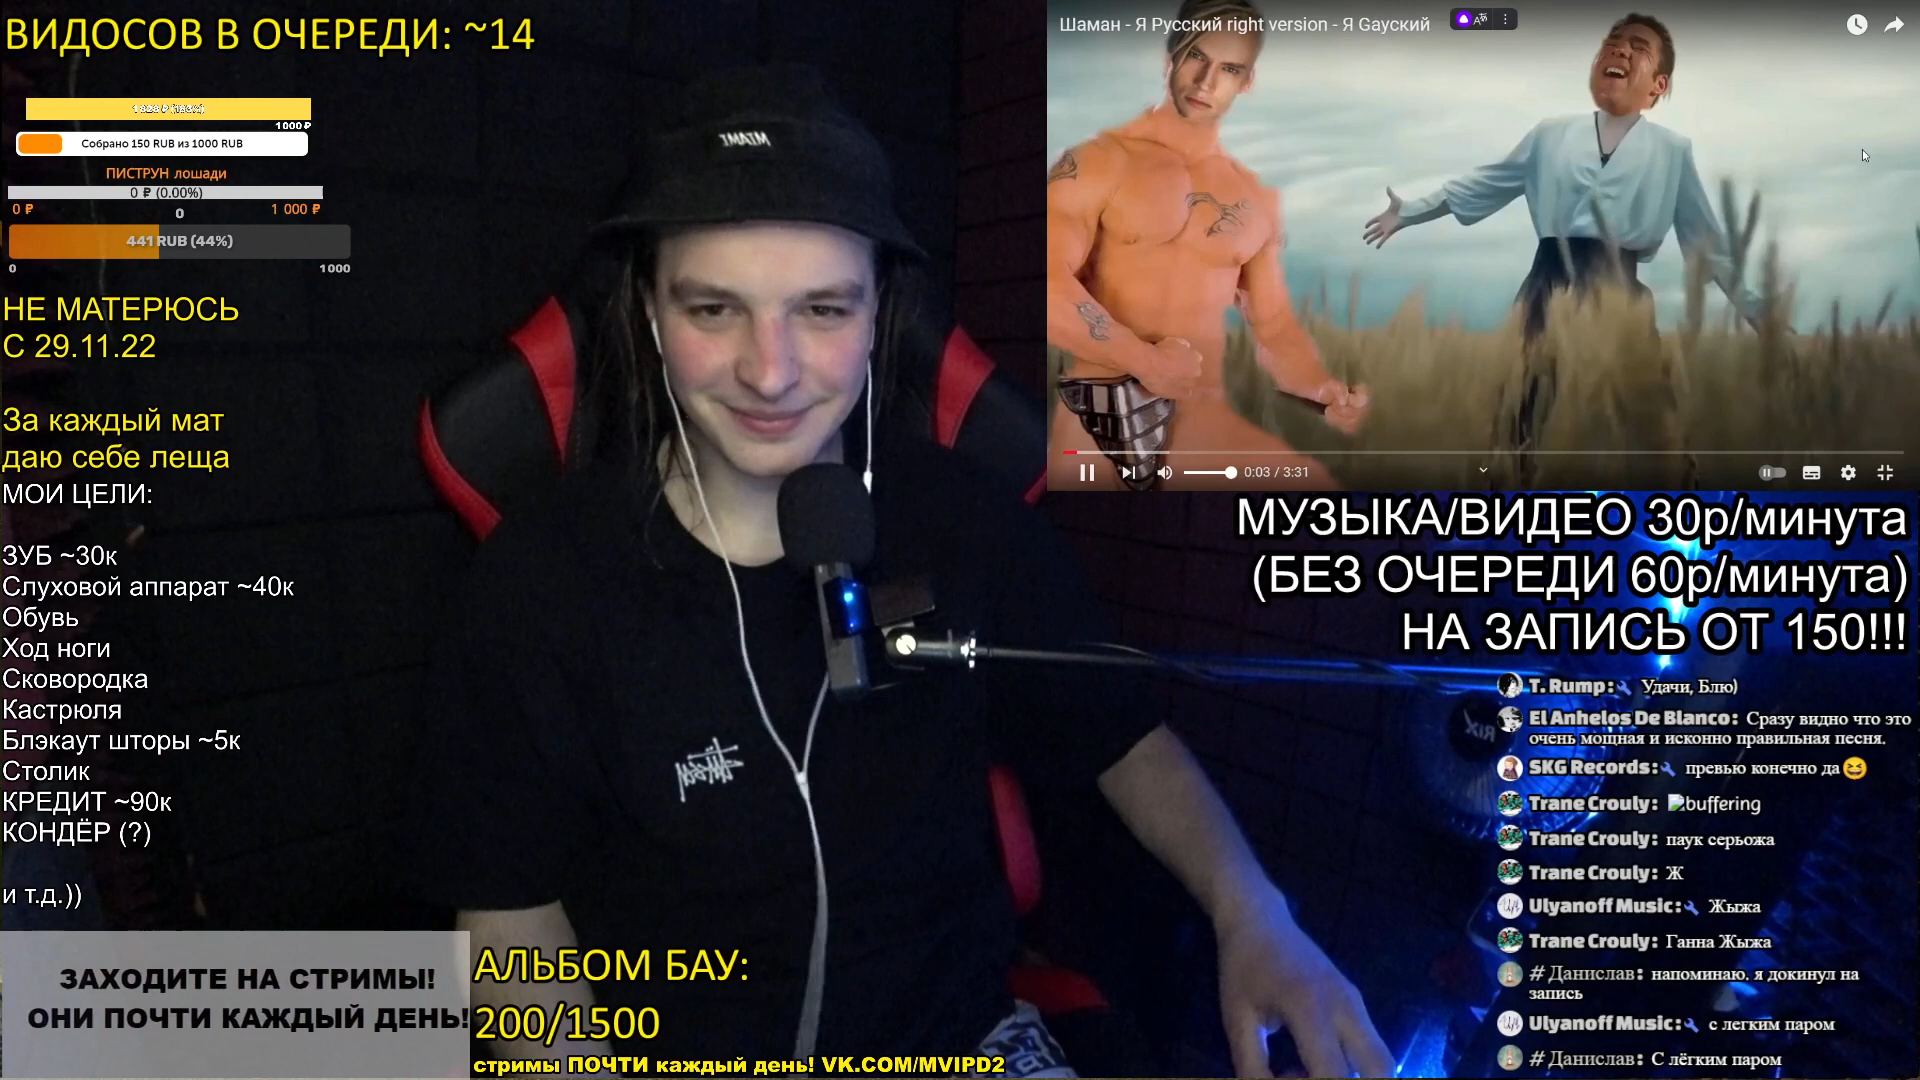 ВИДОСОВ В ОЧЕРЕДИ: ~14
1000 ₽
Собрано 150 RUB из 1000 RUB
ПИСТРУН лошади
0 ₽ (0.00%)
0 ₽
0
1 000 ₽
441 RUB (44%)
0
1000
НЕ МАТЕРЮСЬ
С 29.11.22
За каждый мат
даю себе леща
МОИ ЦЕЛИ:
ЗУБ ~30к
Слуховой аппарат ~40к
Обувь
Ход ноги
Сковородка
Кастрюля
Блэкаут шторы ~5к
Столик
КРЕДИТ ~90к
КОНДЁР (?)
и т.д.))
ЗАХОДИТЕ НА СТРИМЫ!
ОНИ ПОЧТИ КАЖДЫЙ ДЕНЬ!
АЛЬБОМ БАУ:
200/1500
стримы ПОЧТИ каждый день! VK.COM/MVIPD2
MIAMI
Шаман - Я Русский right version - Я Gауский
0:03 / 3:31
МУЗЫКА/ВИДЕО 30р/минута
(БЕЗ ОЧЕРЕДИ 60р/минута)
НА ЗАПИСЬ ОТ 150!!!
T. Rump: Удачи, Блю)
El Anhelos De Blanco: Сразу видно что это
очень мощная и исконно правильная песня.
SKG Records: превью конечно да😆
Trane Crouly: buffering
Trane Crouly: паук серьожа
Trane Crouly: Ж
Ulyanoff Music: Жыжа
Trane Crouly: Ганна Жыжа
# Данислав: напоминаю. я докинул на
запись
Ulyanoff Music: с легким паром
# Данислав: С лёгким паром